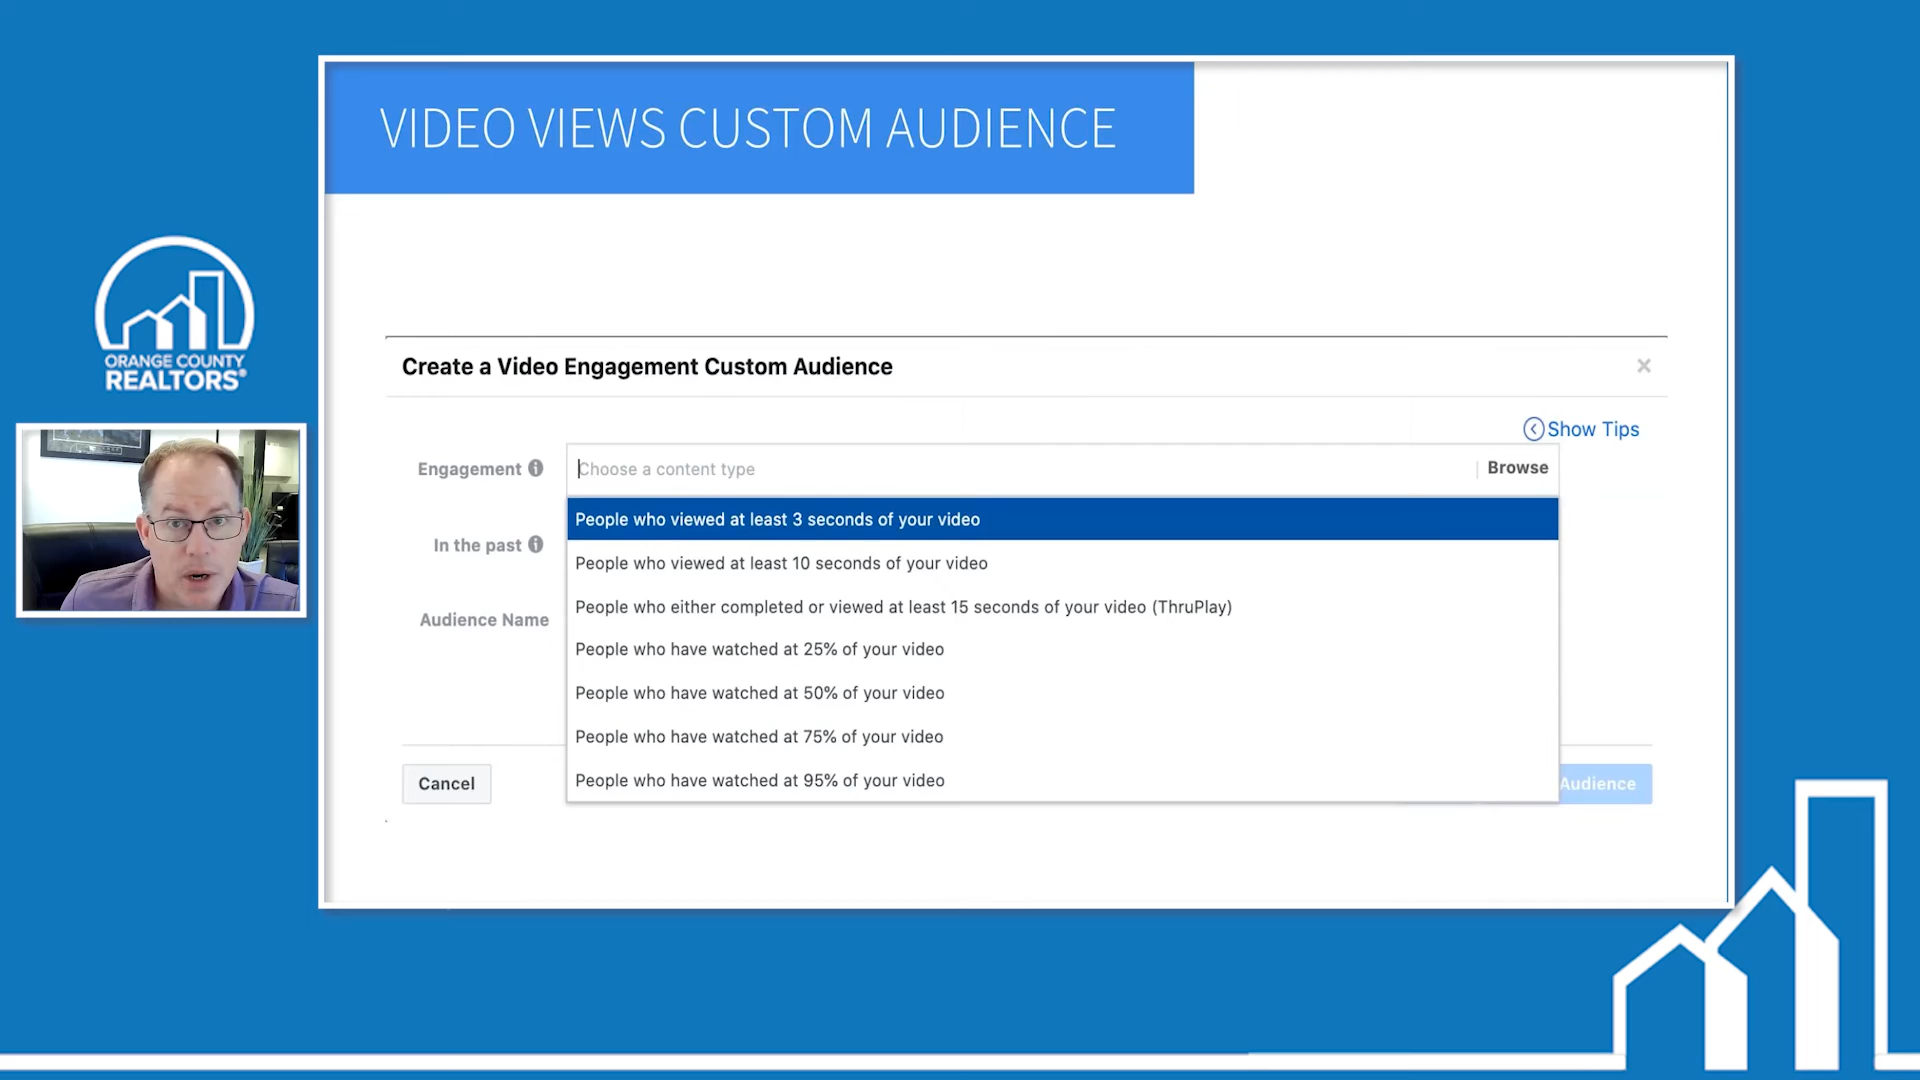 VIDEO VIEWS CUSTOM AUDIENCE
ORANGE COUNTY
REALTORS®
Create a Video Engagement Custom Audience
×
Show Tips
Engagement
Choose a content type
Browse
People who viewed at least 3 seconds of your video
In the past
People who viewed at least 10 seconds of your video
People who either completed or viewed at least 15 seconds of your video (ThruPlay)
Audience Name
People who have watched at 25% of your video
People who have watched at 50% of your video
People who have watched at 75% of your video
People who have watched at 95% of your video
Cancel
Audience